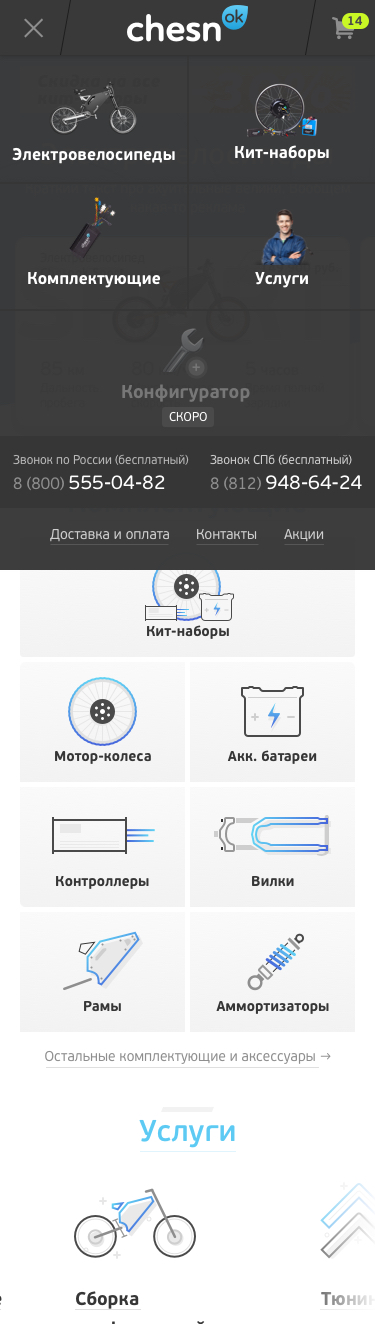 chesn ok
14
Электровелосипеды
Кит-наборы
Комплектующие
Услуги
Конфигуратор
СКОРО
Звонок по России (бесплатный)
8 (800) 555-04-82
Звонок СПб (бесплатный)
8 (812) 948-64-24
Доставка и оплата
Контакты
Акции
Кит-наборы
Мотор-колеса
Акк. батареи
Контроллеры
Вилки
Рамы
Аммортизаторы
Остальные комплектующие и аксессуары →
Услуги
Сборка